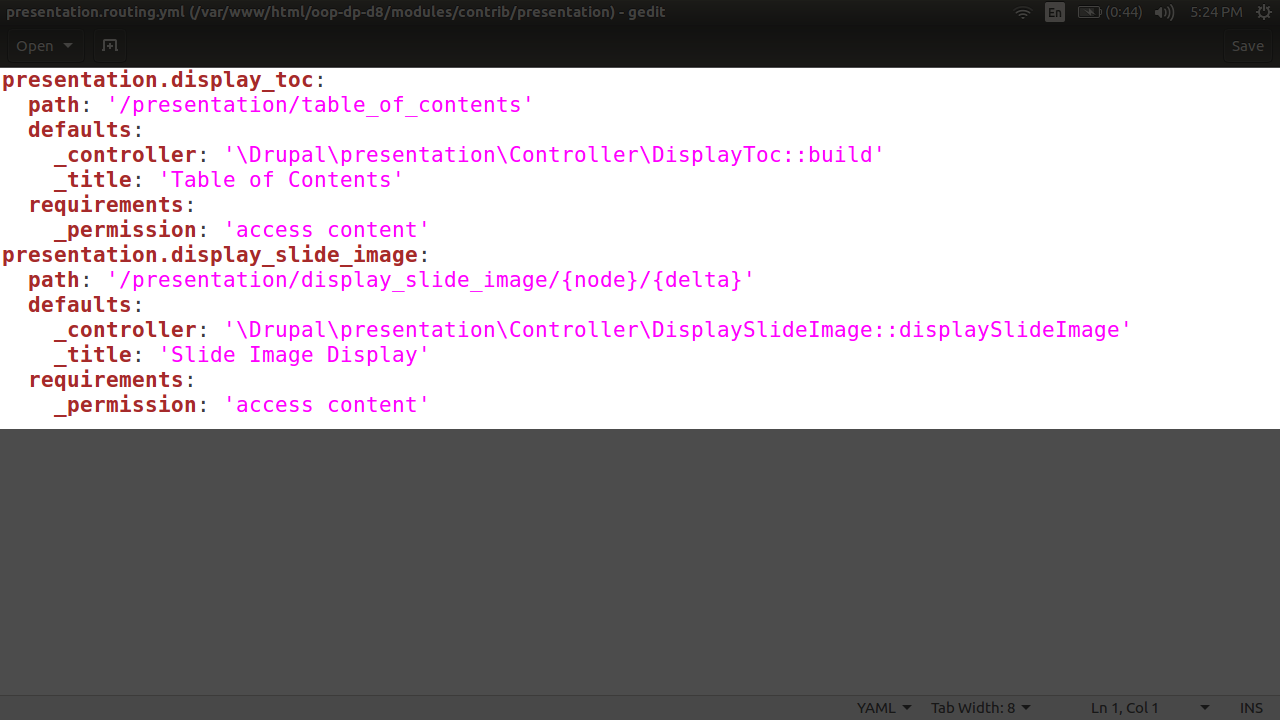 presentation.routing.yml (/var/www/html/oop-dp-d8/modules/contrib/presentation) - gedit En (0:44) 5:24 PM
Open Save
presentation.display_toc:
  path: '/presentation/table_of_contents'
  defaults:
    _controller: '\Drupal\presentation\Controller\DisplayToc::build'
    _title: 'Table of Contents'
  requirements:
    _permission: 'access content'
presentation.display_slide_image:
  path: '/presentation/display_slide_image/{node}/{delta}'
  defaults:
    _controller: '\Drupal\presentation\Controller\DisplaySlideImage::displaySlideImage'
    _title: 'Slide Image Display'
  requirements:
    _permission: 'access content'
YAML Tab Width: 8 Ln 1, Col 1 INS